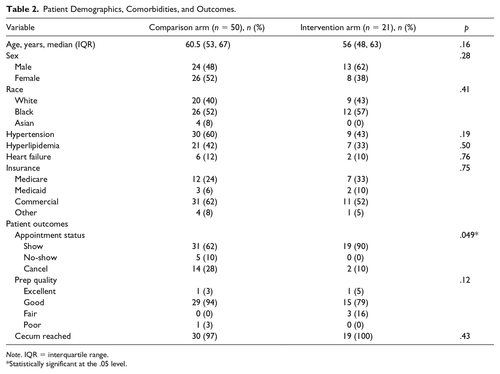 Table 2. Patient Demographics, Comorbidities, and Outcomes.
Variable Comparison arm (n = 50), n (%) Intervention arm (n = 21), n (%) p
Age, years, median (IQR) 60.5 (53, 67) 56 (48, 63) .16
Sex .28
Male 24 (48) 13 (62)
Female 26 (52) 8 (38)
Race .41
White 20 (40) 9 (43)
Black 26 (52) 12 (57)
Asian 4 (8) 0 (0)
Hypertension 30 (60) 9 (43) .19
Hyperlipidemia 21 (42) 7 (33) .50
Heart failure 6 (12) 2 (10) .76
Insurance .75
Medicare 12 (24) 7 (33)
Medicaid 3 (6) 2 (10)
Commercial 31 (62) 11 (52)
Other 4 (8) 1 (5)
Patient outcomes
Appointment status .049*
Show 31 (62) 19 (90)
No-show 5 (10) 0 (0)
Cancel 14 (28) 2 (10)
Prep quality .12
Excellent 1 (3) 1 (5)
Good 29 (94) 15 (79)
Fair 0 (0) 3 (16)
Poor 1 (3) 0 (0)
Cecum reached 30 (97) 19 (100) .43
Note. IQR = interquartile range.
*Statistically significant at the .05 level.